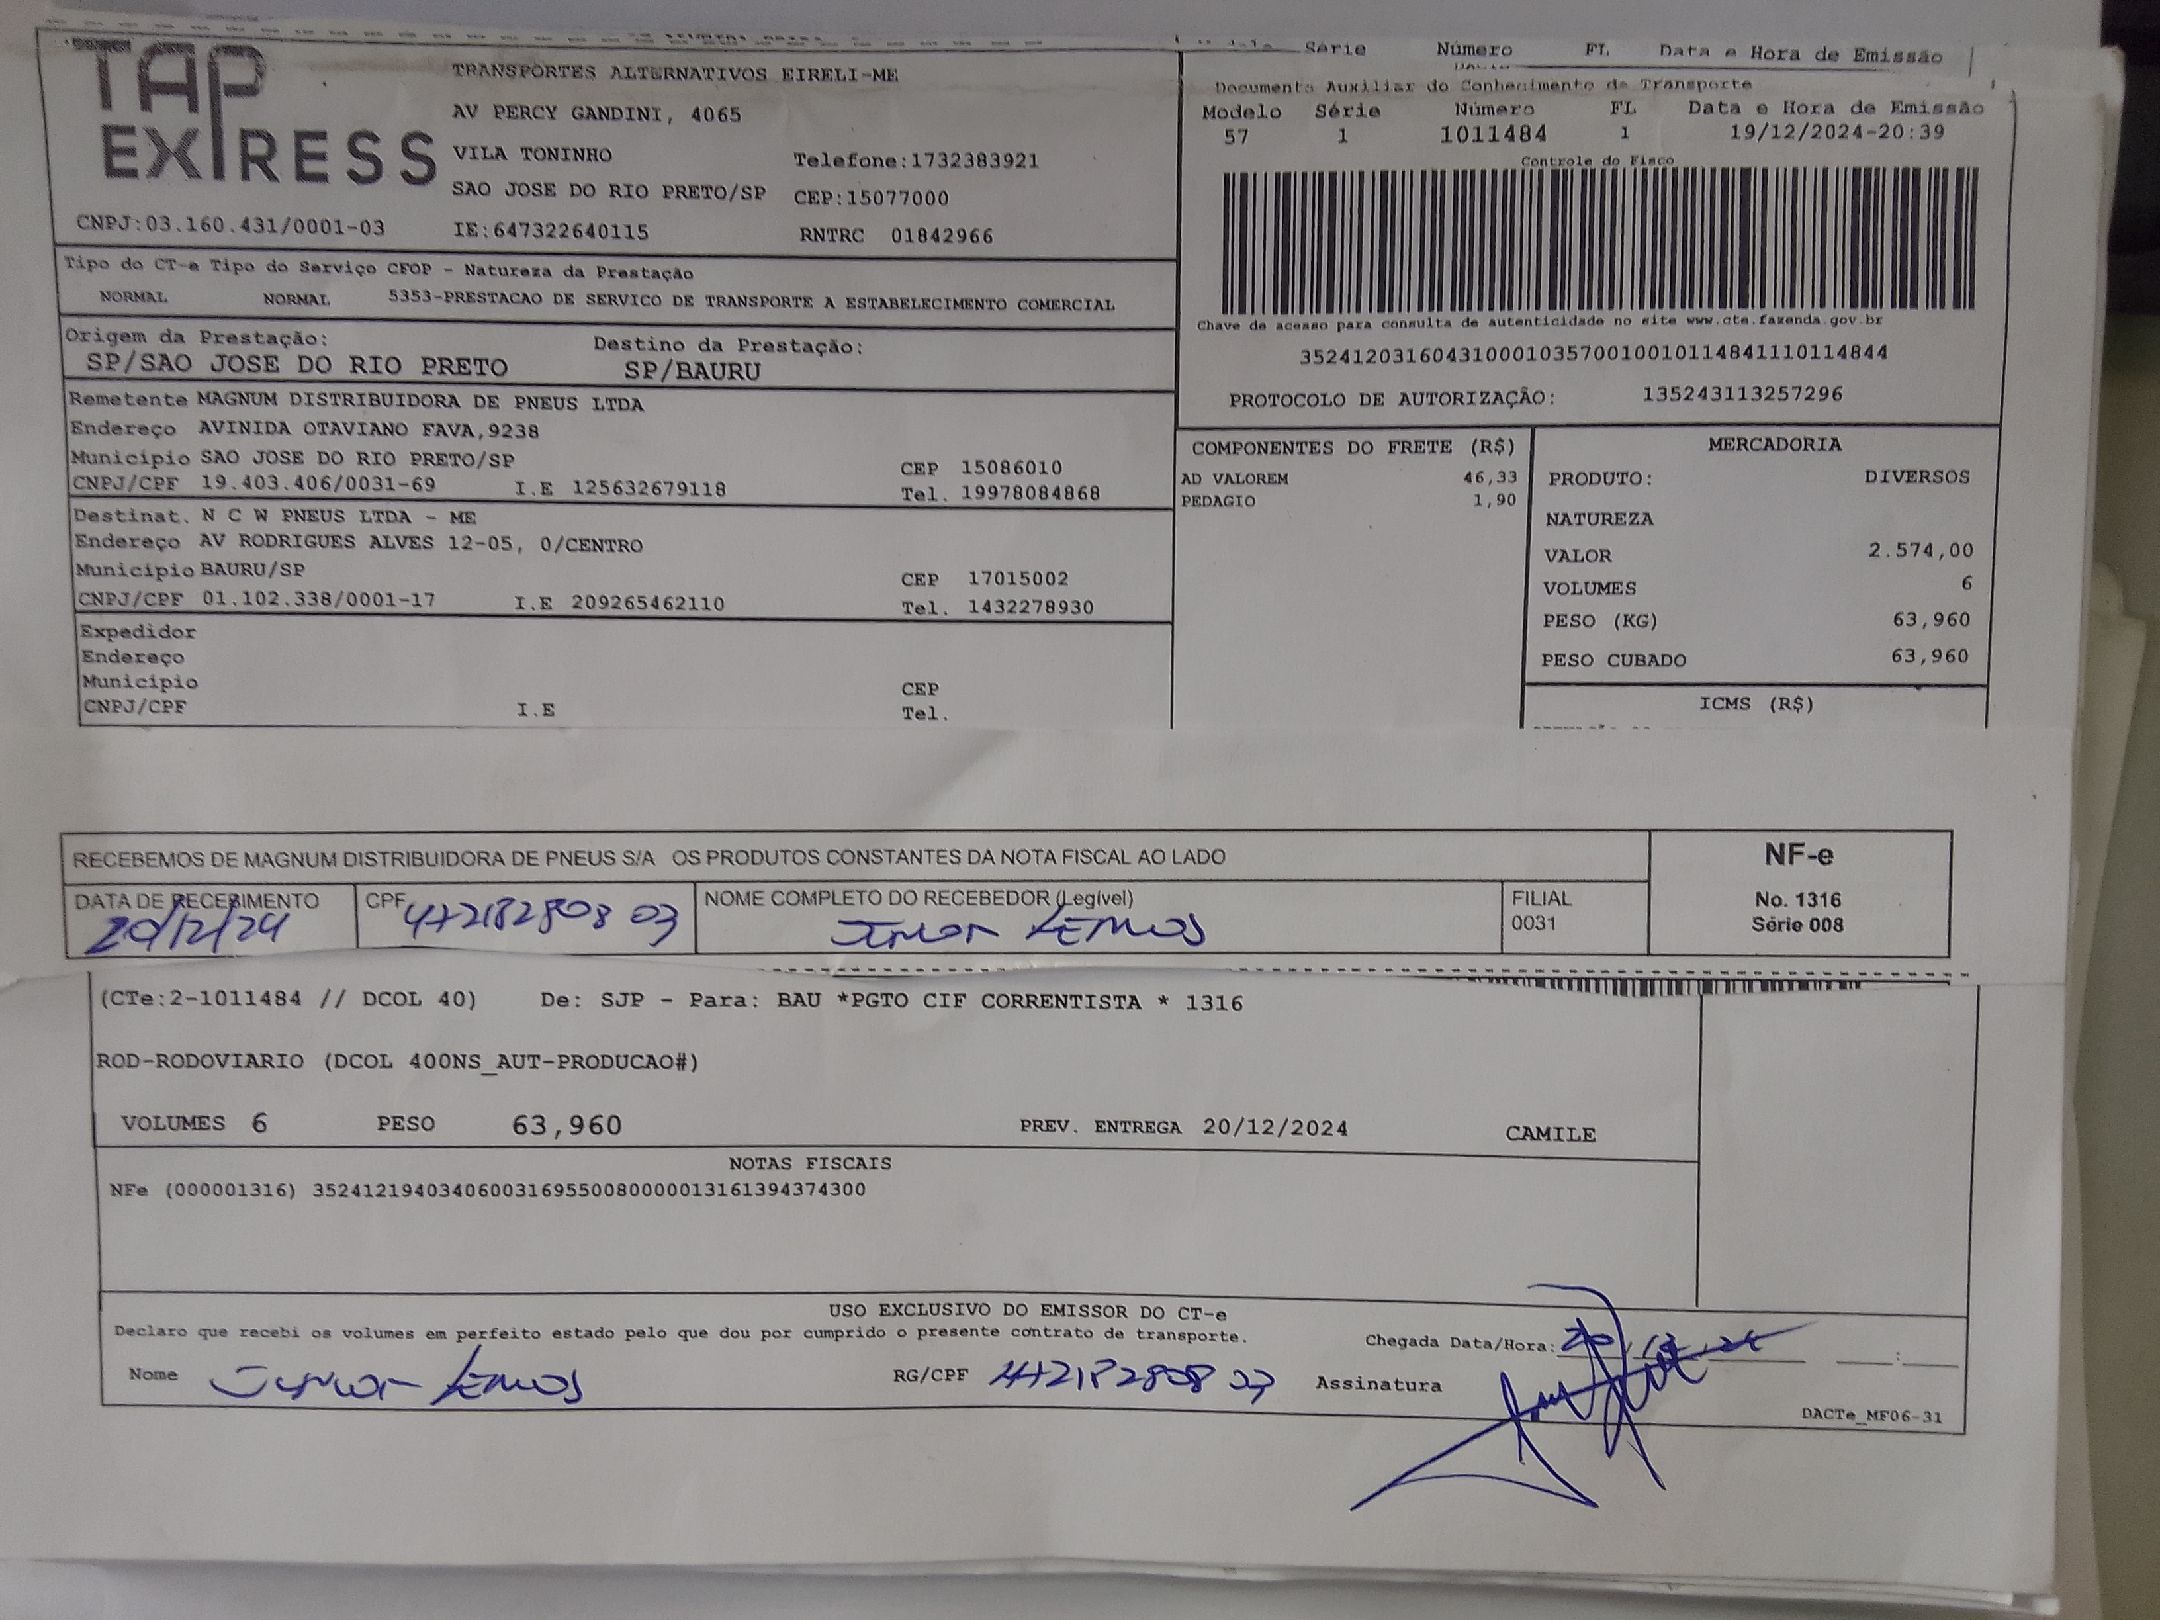 Série Número FL Data e Hora de Emissão
TAP EXPRESS
TRANSPORTES ALTERNATIVOS EIRELI-ME
AV PERCY GANDINI, 4065
VILA TONINHO Telefone:1732383921
SAO JOSE DO RIO PRETO/SP CEP:15077000
CNPJ:03.160.431/0001-03 IE:647322640115 RNTRC 01842966
Documento Auxiliar do Conhecimento de Transporte
Modelo Série Número FL Data e Hora de Emissão
57 1 1011484 1 19/12/2024-20:39
Controle do Fisco
Chave de acesso para consulta de autenticidade no site www.cte.fazenda.gov.br
35241203160431000103570010010114841110114844
PROTOCOLO DE AUTORIZAÇÃO: 135243113257296
Tipo do CT-e Tipo do Serviço CFOP - Natureza da Prestação
NORMAL NORMAL 5353-PRESTACAO DE SERVICO DE TRANSPORTE A ESTABELECIMENTO COMERCIAL
Origem da Prestação: Destino da Prestação:
SP/SAO JOSE DO RIO PRETO SP/BAURU
Remetente MAGNUM DISTRIBUIDORA DE PNEUS LTDA
Endereço AVINIDA OTAVIANO FAVA,9238
Município SAO JOSE DO RIO PRETO/SP CEP 15086010
CNPJ/CPF 19.403.406/0031-69 I.E 125632679118 Tel. 19978084868
Destinat. N C W PNEUS LTDA - ME
Endereço AV RODRIGUES ALVES 12-05, 0/CENTRO
Município BAURU/SP CEP 17015002
CNPJ/CPF 01.102.338/0001-17 I.E 209265462110 Tel. 1432278930
Expedidor
Endereço
Município CEP
CNPJ/CPF I.E Tel.
COMPONENTES DO FRETE (R$)
AD VALOREM 46,33
PEDAGIO 1,90
MERCADORIA
PRODUTO: DIVERSOS
NATUREZA
VALOR 2.574,00
VOLUMES 6
PESO (KG) 63,960
PESO CUBADO 63,960
ICMS (R$)
RECEBEMOS DE MAGNUM DISTRIBUIDORA DE PNEUS S/A OS PRODUTOS CONSTANTES DA NOTA FISCAL AO LADO
NF-e
No. 1316
Série 008
DATA DE RECEBIMENTO CPF NOME COMPLETO DO RECEBEDOR (Legível) FILIAL
20/12/24 442182808 03 JUNIOR LEMOS 0031
(CTe:2-1011484 // DCOL 40) De: SJP - Para: BAU *PGTO CIF CORRENTISTA * 1316
ROD-RODOVIARIO (DCOL 400NS_AUT-PRODUCAO#)
VOLUMES 6 PESO 63,960 PREV. ENTREGA 20/12/2024 CAMILE
NOTAS FISCAIS
NFe (000001316) 35241219403406003169550080000013161394374300
USO EXCLUSIVO DO EMISSOR DO CT-e
Declaro que recebi os volumes em perfeito estado pelo que dou por cumprido o presente contrato de transporte.
Chegada Data/Hora: 20/12/24 :
Nome JUNIOR LEMOS RG/CPF 442182808 03 Assinatura
DACTe_MF06-31